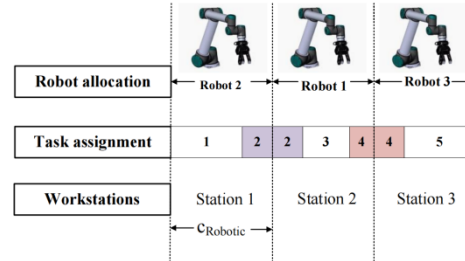 Robot allocation
Robot 2 Robot 1 Robot 3
Task assignment
1 2 2 3 4 4 5
Workstations
Station 1 Station 2 Station 3
cRobotic